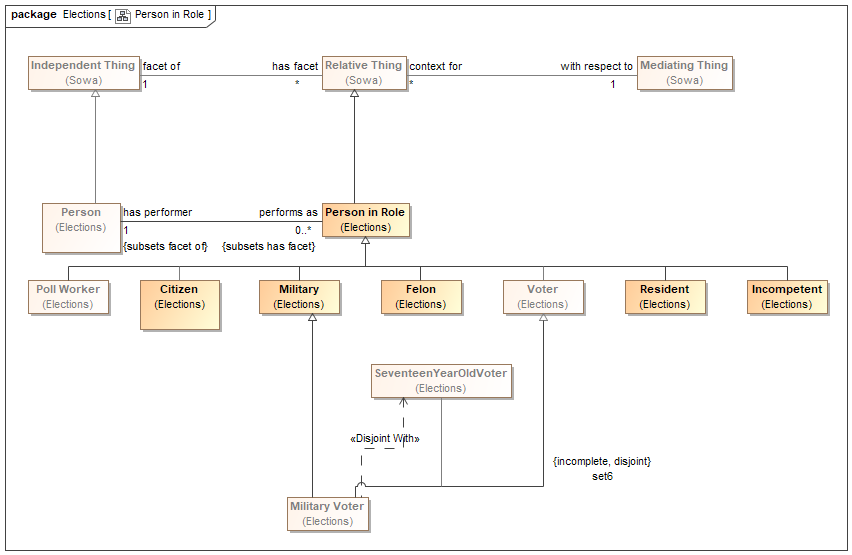 package Elections [ Person in Role ]
Independent Thing
(Sowa)
facet of
has facet
1
*
Relative Thing
(Sowa)
context for
with respect to
*
1
Mediating Thing
(Sowa)
Person
(Elections)
has performer
performs as
1
0..*
{subsets facet of}
{subsets has facet}
Person in Role
(Elections)
Poll Worker
(Elections)
Citizen
(Elections)
Military
(Elections)
Felon
(Elections)
Voter
(Elections)
Resident
(Elections)
Incompetent
(Elections)
SeventeenYearOldVoter
(Elections)
«Disjoint With»
{incomplete, disjoint}
set6
Military Voter
(Elections)